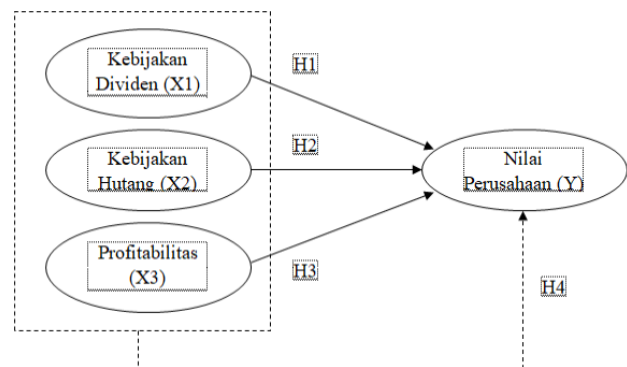 Kebijakan
Dividen (X1)
H1
Kebijakan
Hutang (X2)
H2
Nilai
Perusahaan (Y)
Profitabilitas
(X3)
H3
H4